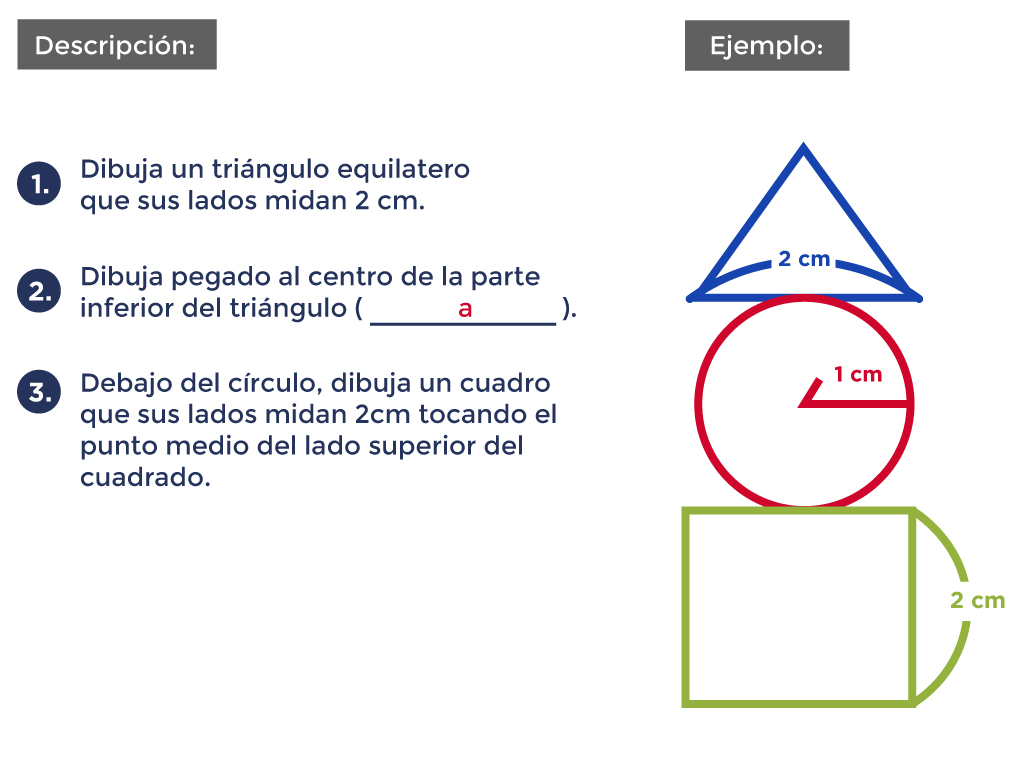 Descripción:
Ejemplo:
1. Dibuja un triángulo equilatero
que sus lados midan 2 cm.
2. Dibuja pegado al centro de la parte
inferior del triángulo ( a ).
3. Debajo del círculo, dibuja un cuadro
que sus lados midan 2cm tocando el
punto medio del lado superior del
cuadrado.
2 cm
1 cm
2 cm